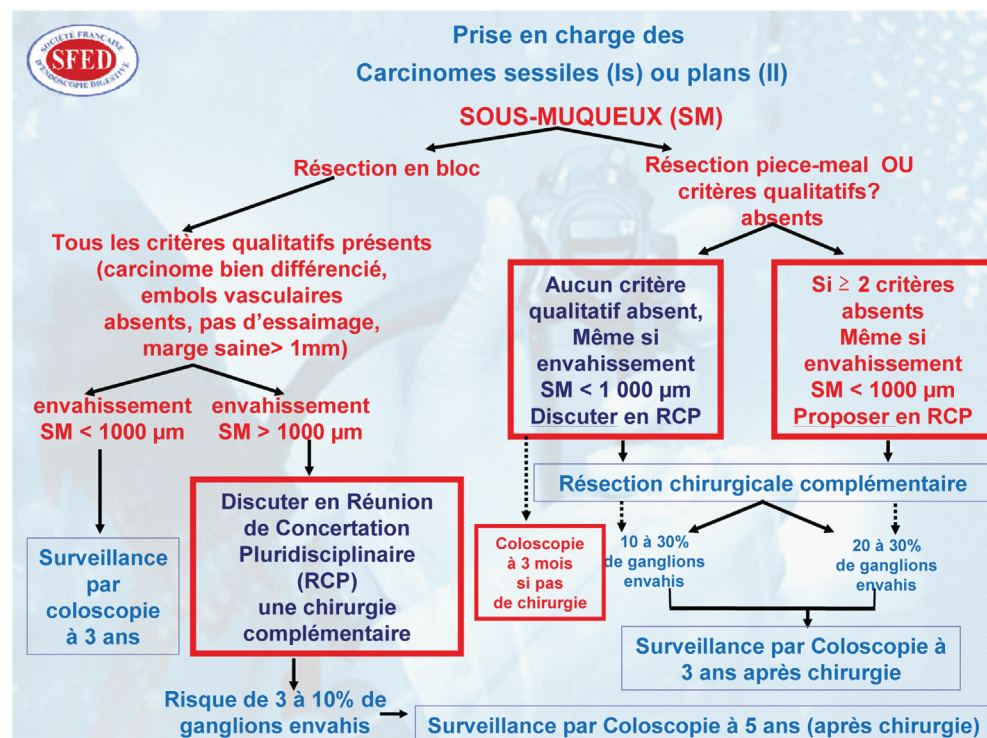 SOCIÉTÉ FRANÇAISE
SFED
D'ENDOSCOPIE DIGESTIVE
Prise en charge des
Carcinomes sessiles (Is) ou plans (II)
SOUS-MUQUEUX (SM)
Résection en bloc
Résection piece-meal OU
critères qualitatifs?
absents
Tous les critères qualitatifs présents
(carcinome bien différencié,
embols vasculaires
absents, pas d'essaimage,
marge saine> 1mm)
Aucun critère
qualitatif absent,
Même si
envahissement
SM < 1 000 µm
Discuter en RCP
Si ≥ 2 critères
absents
Même si
envahissement
SM < 1000 µm
Proposer en RCP
envahissement
SM < 1000 µm
envahissement
SM > 1000 µm
Résection chirurgicale complémentaire
Discuter en Réunion
de Concertation
Pluridisciplinaire
(RCP)
une chirurgie
complémentaire
Surveillance
par
coloscopie
à 3 ans
Coloscopie
à 3 mois
si pas
de chirurgie
10 à 30%
de ganglions
envahis
20 à 30%
de ganglions
envahis
Surveillance par Coloscopie à
3 ans après chirurgie
Risque de 3 à 10% de
ganglions envahis
Surveillance par Coloscopie à 5 ans (après chirurgie)